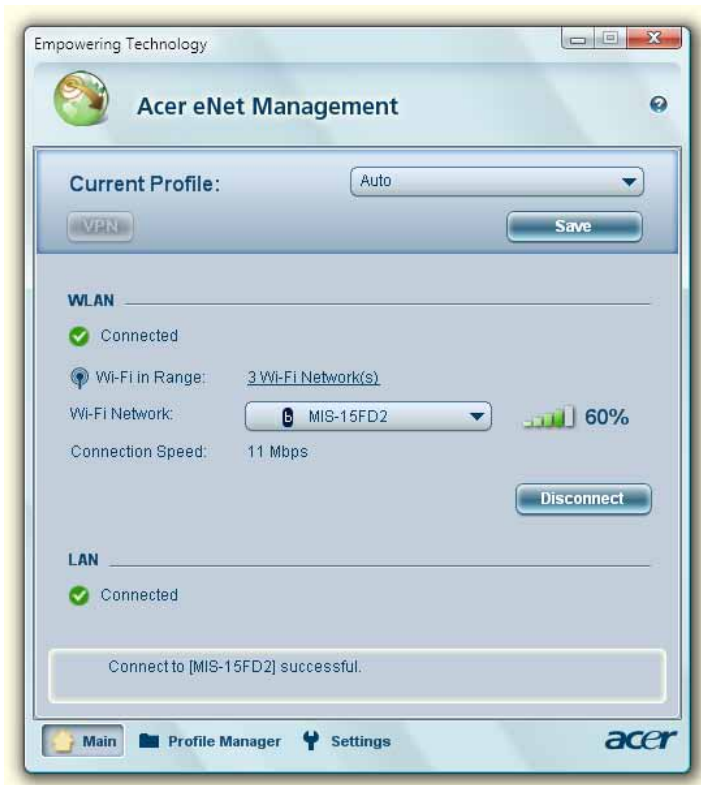 Empowering Technology
Acer eNet Management
Current Profile: Auto
VPN Save
WLAN
Connected
Wi-Fi in Range: 3 Wi-Fi Network(s)
Wi-Fi Network: b MIS-15FD2 60%
Connection Speed: 11 Mbps
Disconnect
LAN
Connected
Connect to [MIS-15FD2] successful.
Main Profile Manager Settings acer